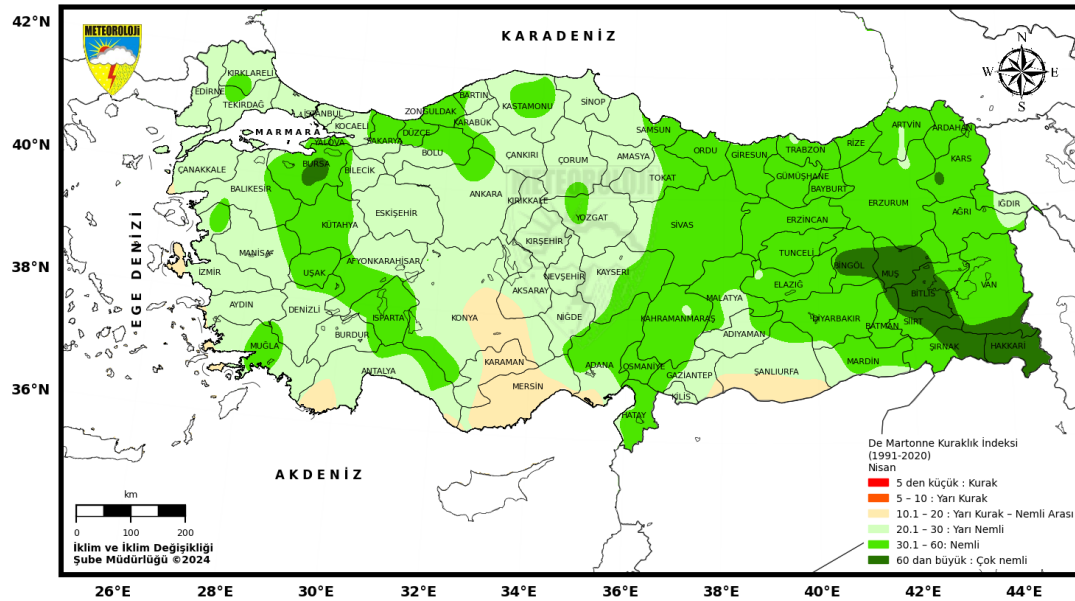 42°N
40°N
38°N
36°N
METEOROLOJİ
KARADENİZ
N
W E
S
KIRKLARELİ
EDİRNE
TEKİRDAĞ
İSTANBUL
KOCAELİ
MARMARA
YALOVA
SAKARYA
DÜZCE
ZONGULDAK
BARTIN
KARABÜK
KASTAMONU
SİNOP
SAMSUN
ORDU
GİRESUN
TRABZON
RİZE
ARTVİN
ARDAHAN
KARS
ÇANAKKALE
BALIKESİR
BURSA
BİLECİK
BOLU
ÇANKIRI
ÇORUM
AMASYA
TOKAT
GÜMÜŞHANE
BAYBURT
ERZURUM
AĞRI
IĞDIR
METEOROLOJİ
ESKİŞEHİR
ANKARA
KIRIKKALE
YOZGAT
SİVAS
ERZİNCAN
KÜTAHYA
KIRŞEHİR
TUNCELİ
BİNGÖL
MUŞ
VAN
EGE DENİZİ
MANİSA
İZMİR
UŞAK
AFYONKARAHİSAR
NEVŞEHİR
KAYSERİ
AKSARAY
ELAZIĞ
BİTLİS
AYDIN
DENİZLİ
ISPARTA
BURDUR
KONYA
NİĞDE
KAHRAMANMARAŞ
MALATYA
ADIYAMAN
DİYARBAKIR
BATMAN
SİİRT
MUĞLA
ANTALYA
KARAMAN
MERSİN
ADANA
OSMANİYE
GAZİANTEP
KİLİS
ŞANLIURFA
MARDİN
ŞIRNAK
HAKKARİ
HATAY
AKDENİZ
De Martonne Kuraklık İndeksi
(1991-2020)
Nisan
5 den küçük : Kurak
5 – 10 : Yarı Kurak
10.1 – 20 : Yarı Kurak – Nemli Arası
20.1 – 30 : Yarı Nemli
30.1 – 60: Nemli
60 dan büyük : Çok nemli
km
0 100 200
İklim ve İklim Değişikliği
Şube Müdürlüğü ©2024
26°E 28°E 30°E 32°E 34°E 36°E 38°E 40°E 42°E 44°E